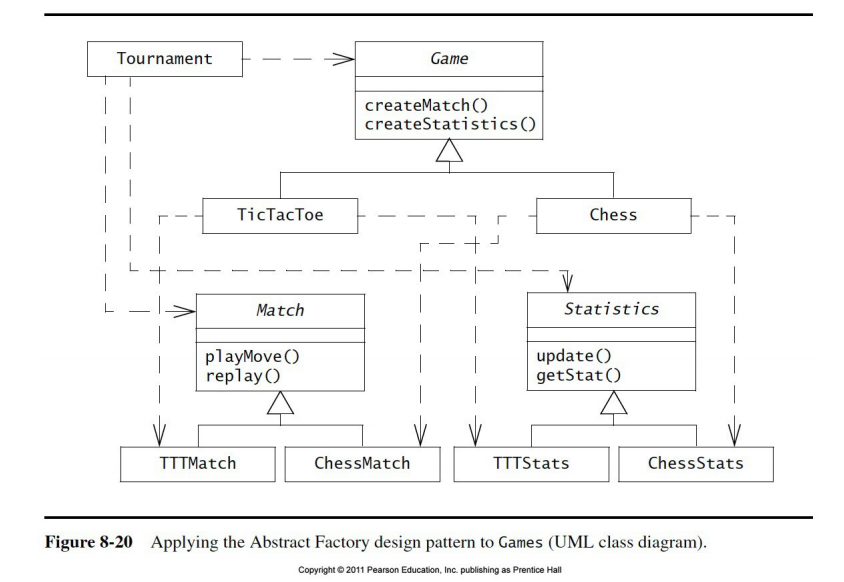 Tournament
Game
createMatch()
createStatistics()
TicTacToe
Chess
Match
Statistics
playMove()
replay()
update()
getStat()
TTTMatch
ChessMatch
TTTStats
ChessStats
Figure 8-20 Applying the Abstract Factory design pattern to Games (UML class diagram).
Copyright © 2011 Pearson Education, Inc. publishing as Prentice Hall